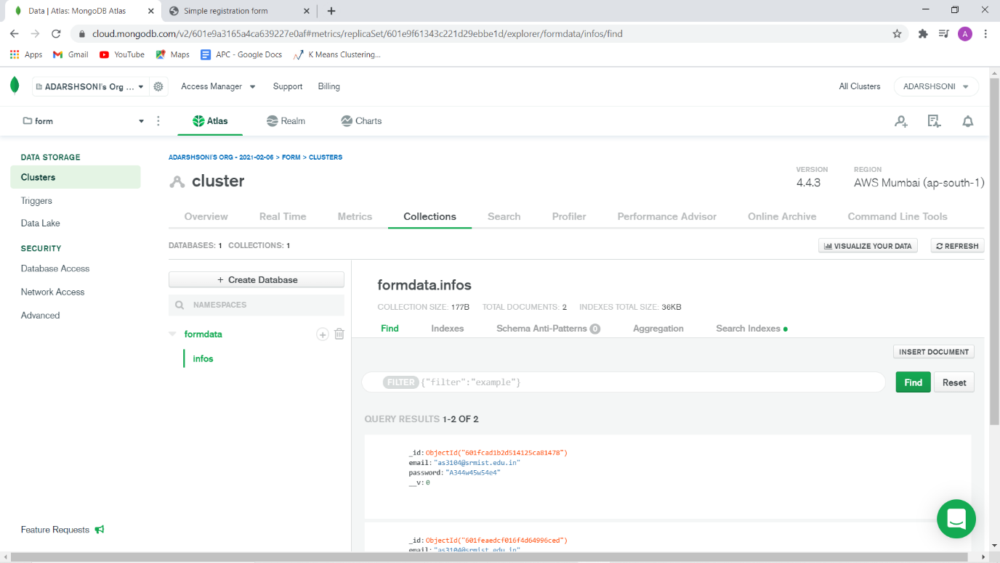 Data | Atlas: MongoDB Atlas
Simple registration form
cloud.mongodb.com/v2/601e9a3165a4ca639227e0af#metrics/replicaSet/601e9f61343c221d29ebbe1d/explorer/formdata/infos/find
A
Apps Gmail YouTube Maps APC - Google Docs K Means Clustering...
ADARSHSONI's Org ... Access Manager Support Billing All Clusters ADARSHSONI
form Atlas Realm Charts
DATA STORAGE
Clusters
Triggers
Data Lake
SECURITY
Database Access
Network Access
Advanced
Feature Requests
ADARSHSONI'S ORG - 2021-02-06 > FORM > CLUSTERS
cluster
VERSION
4.4.3
REGION
AWS Mumbai (ap-south-1)
Overview Real Time Metrics Collections Search Profiler Performance Advisor Online Archive Command Line Tools
DATABASES: 1 COLLECTIONS: 1
VISUALIZE YOUR DATA REFRESH
+ Create Database
NAMESPACES
formdata
infos
formdata.infos
COLLECTION SIZE: 177B TOTAL DOCUMENTS: 2 INDEXES TOTAL SIZE: 36KB
Find Indexes Schema Anti-Patterns 0 Aggregation Search Indexes
INSERT DOCUMENT
FILTER {"filter":"example"}
Find Reset
QUERY RESULTS 1-2 OF 2
_id: ObjectId("601fcad1b2d514125ca81478")
email: "as3104@srmist.edu.in"
password: "A344w45w54e4"
__v: 0
_id: ObjectId("601feaedcf016f4d64996ced")
email: "as3104@srmist.edu.in"